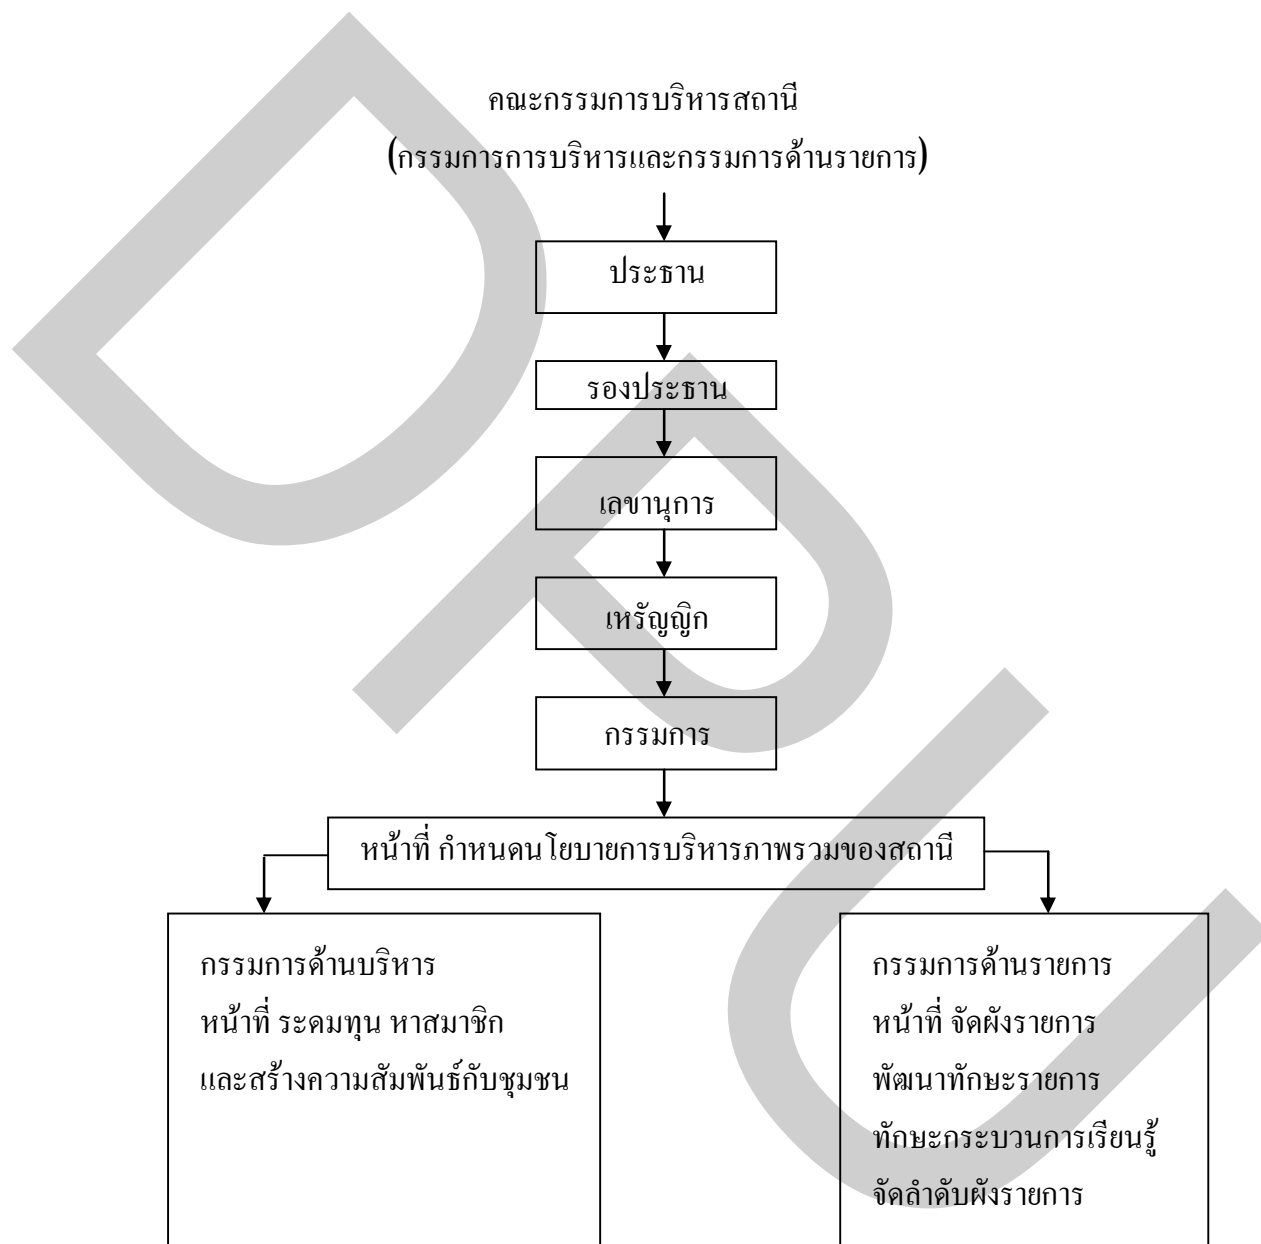 คณะกรรมการบริหารสถานี
(กรรมการการบริหารและกรรมการด้านรายการ)
ประธาน
รองประธาน
เลขานุการ
เหรัญญิก
กรรมการ
หน้าที่ กำหนดนโยบายการบริหารภาพรวมของสถานี
กรรมการด้านบริหาร
หน้าที่ ระดมทุน หาสมาชิก
และสร้างความสัมพันธ์กับชุมชน
กรรมการด้านรายการ
หน้าที่ จัดผังรายการ
พัฒนาทักษะรายการ
ทักษะกระบวนการเรียนรู้
จัดลำดับผังรายการ
DPU